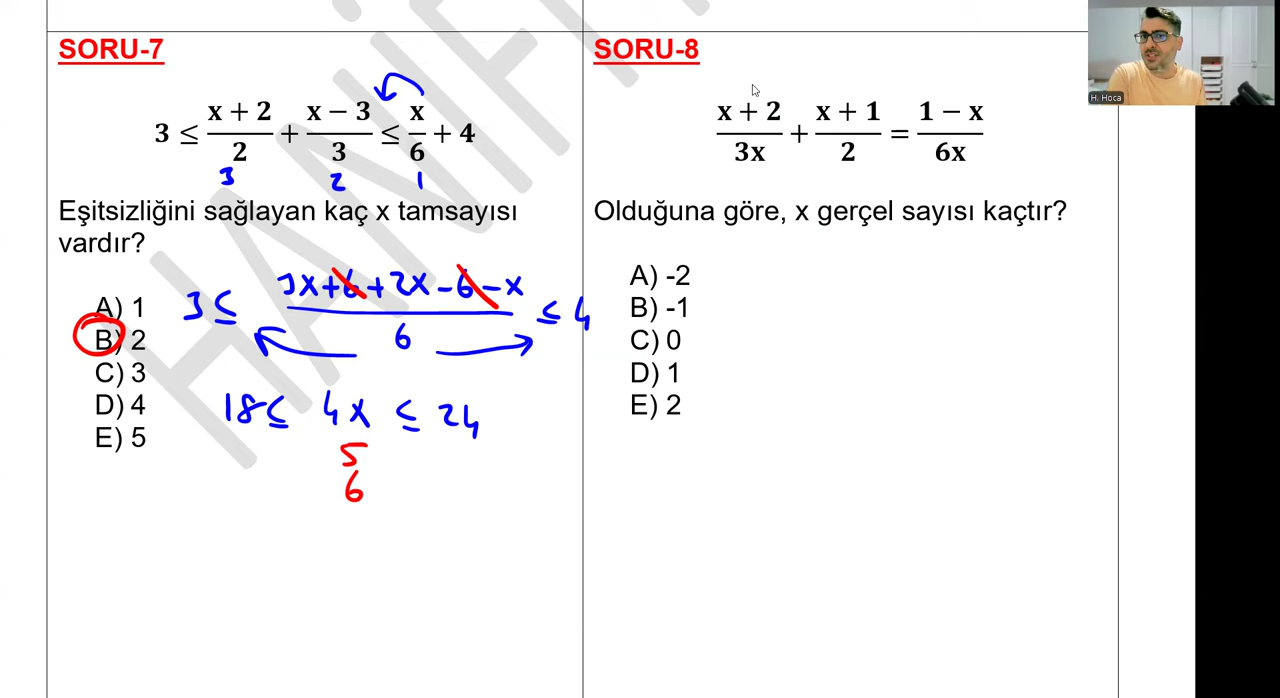 SORU-7
3 ≤ x + 2 / 2 + x − 3 / 3 ≤ x / 6 + 4
3 2 1
Eşitsizliğini sağlayan kaç x tamsayısı
vardır?
A) 1
B) 2
C) 3
D) 4
E) 5
3 ≤ 3x+6+2x-6-x / 6 ≤ 4
18 ≤ 4x ≤ 24
5
6
SORU-8
x + 2 / 3x + x + 1 / 2 = 1 − x / 6x
Olduğuna göre, x gerçel sayısı kaçtır?
A) -2
B) -1
C) 0
D) 1
E) 2
H. Hoca